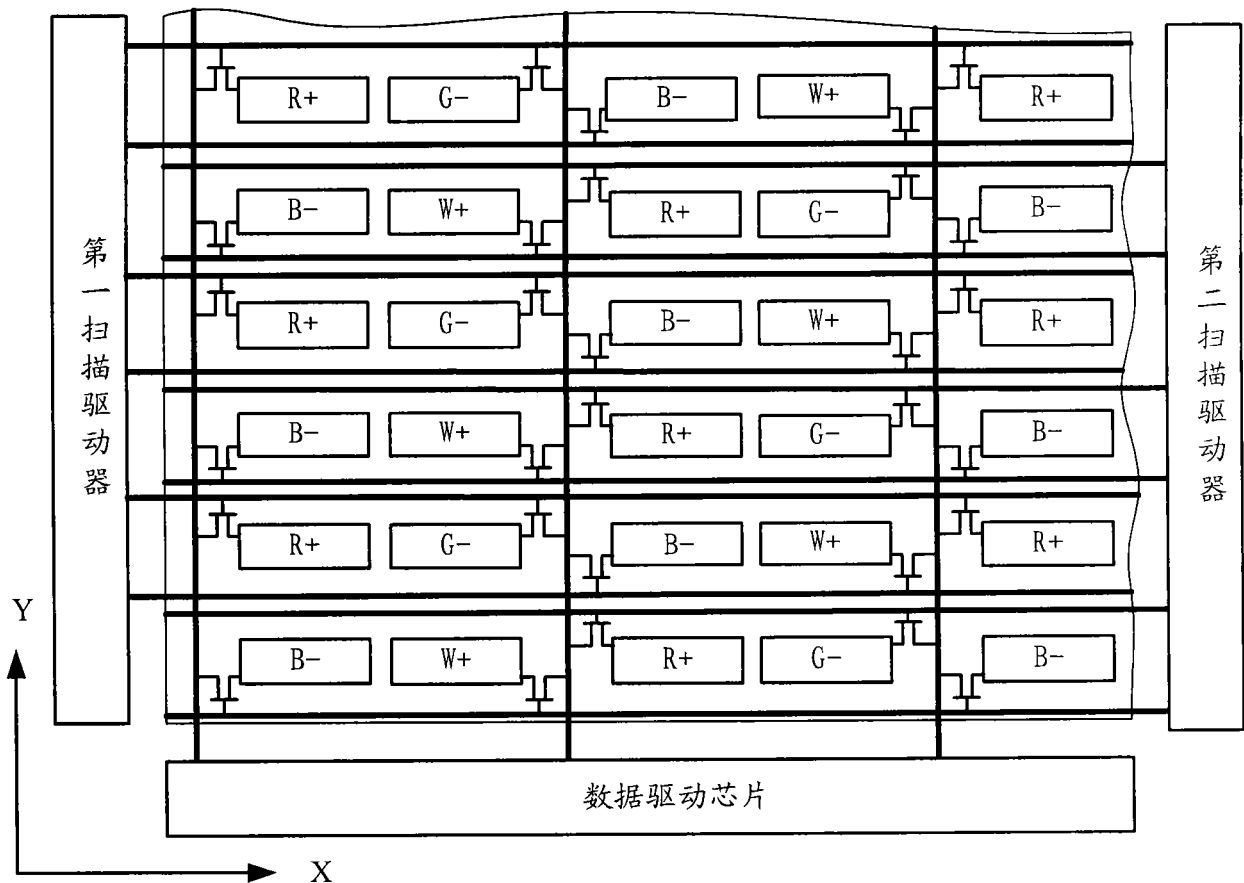 R+ G- B- W+ R+
B- W+ R+ G- B-
R+ G- B- W+ R+
B- W+ R+ G- B-
R+ G- B- W+ R+
B- W+ R+ G- B-
第一扫描驱动器
第二扫描驱动器
数据驱动芯片
Y
X